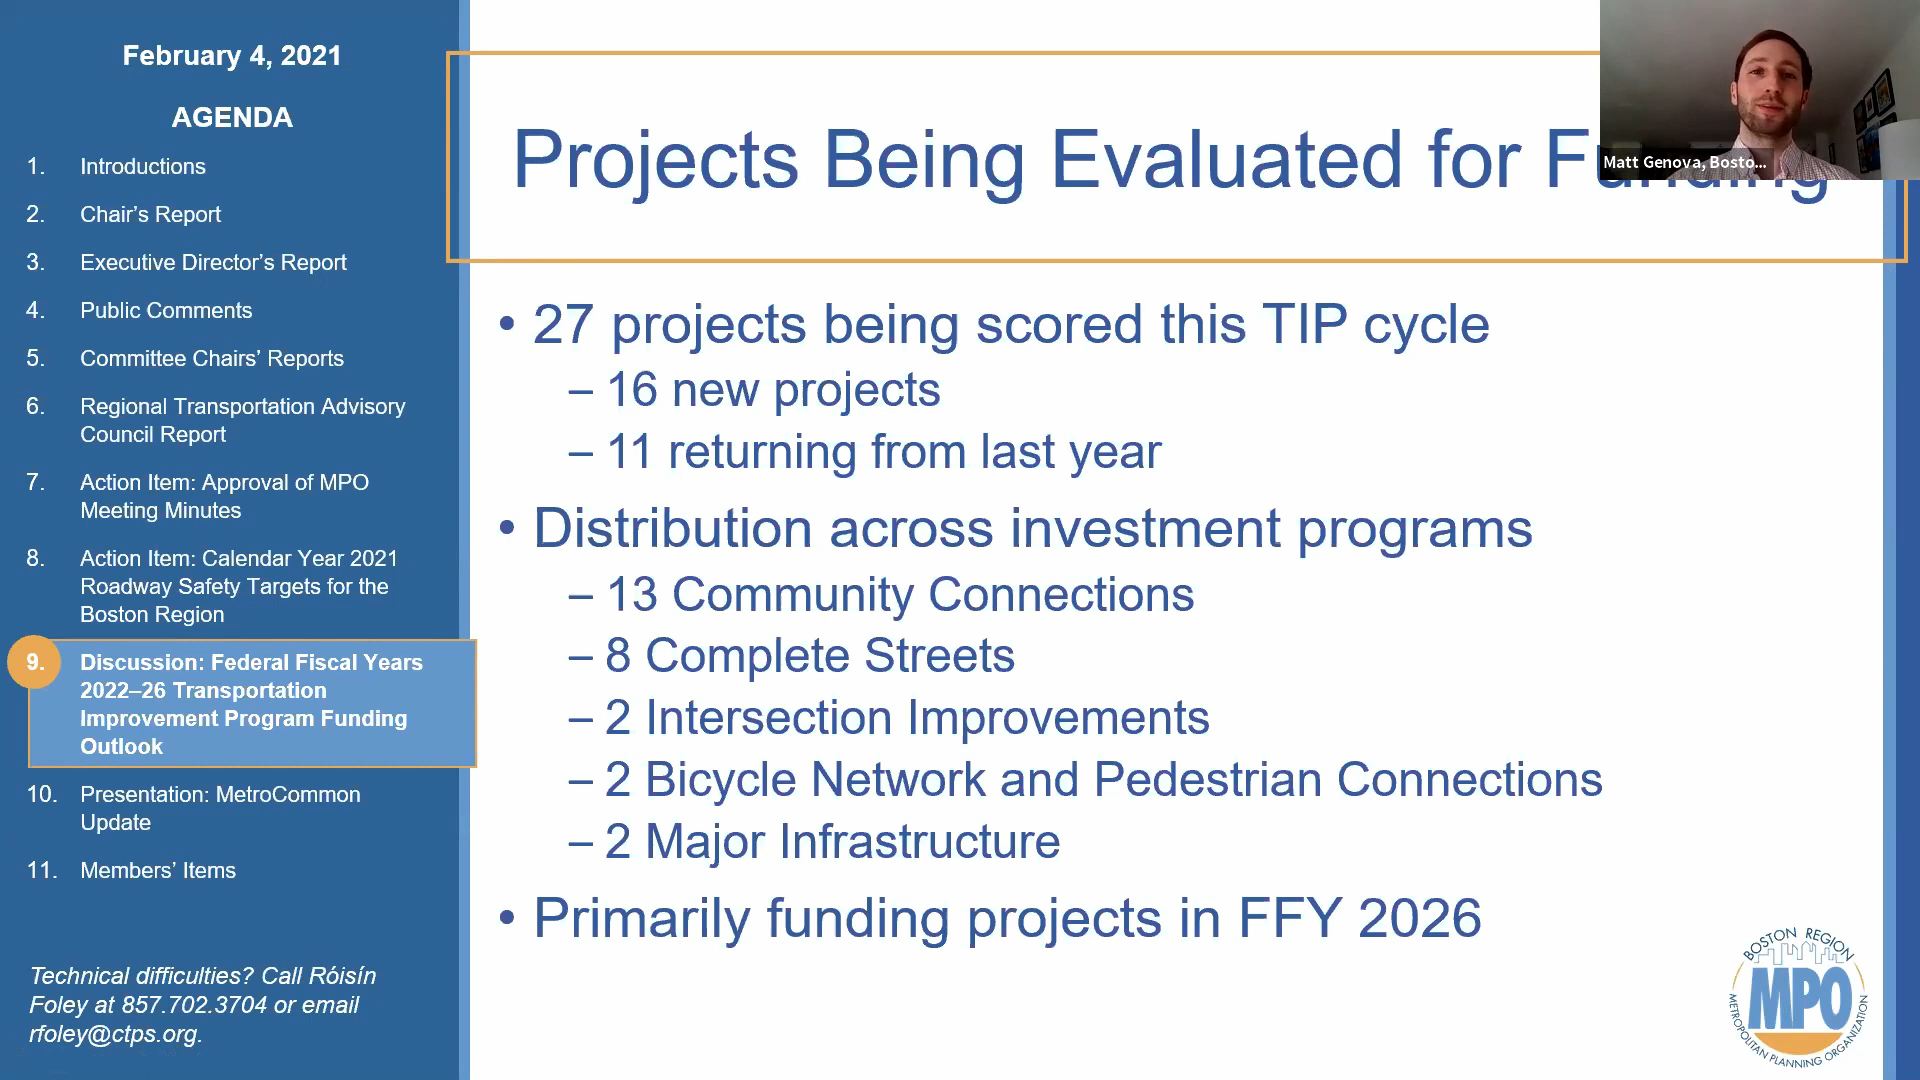 February 4, 2021
AGENDA
1. Introductions
2. Chair’s Report
3. Executive Director’s Report
4. Public Comments
5. Committee Chairs’ Reports
6. Regional Transportation Advisory
Council Report
7. Action Item: Approval of MPO
Meeting Minutes
8. Action Item: Calendar Year 2021
Roadway Safety Targets for the
Boston Region
9. Discussion: Federal Fiscal Years
2022–26 Transportation
Improvement Program Funding
Outlook
10. Presentation: MetroCommon
Update
11. Members’ Items
Technical difficulties? Call Róisín
Foley at 857.702.3704 or email
rfoley@ctps.org.
Projects Being Evaluated for Funding
• 27 projects being scored this TIP cycle
– 16 new projects
– 11 returning from last year
• Distribution across investment programs
– 13 Community Connections
– 8 Complete Streets
– 2 Intersection Improvements
– 2 Bicycle Network and Pedestrian Connections
– 2 Major Infrastructure
• Primarily funding projects in FFY 2026
Matt Genova, Bosto...
BOSTON REGION
MPO
METROPOLITAN PLANNING ORGANIZATION